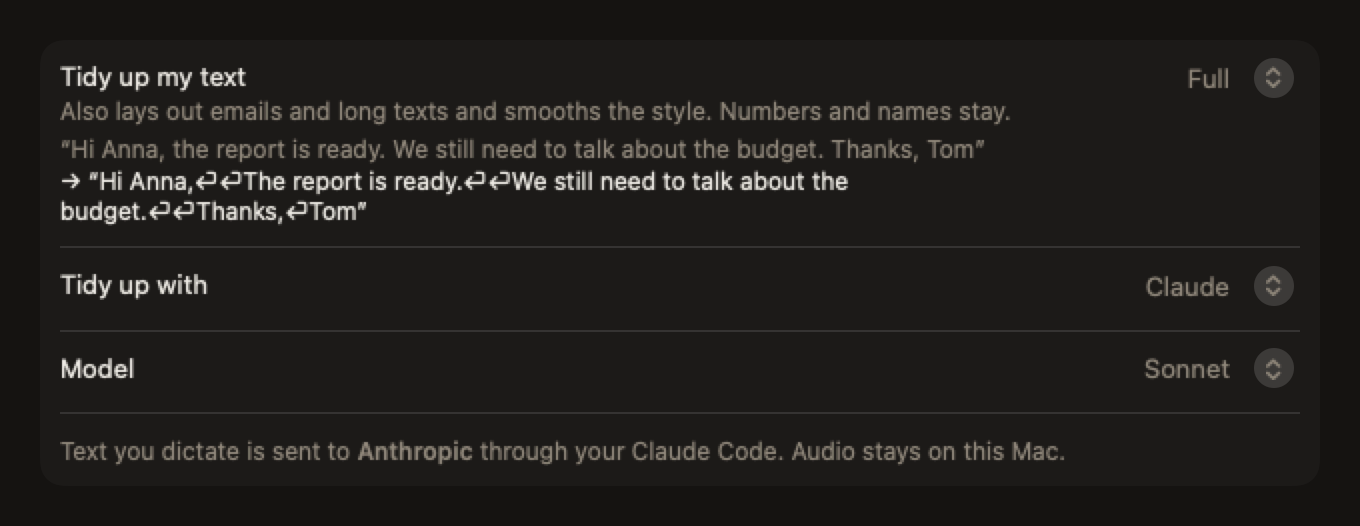 Tidy up my text
Full
Also lays out emails and long texts and smooths the style. Numbers and names stay.
“Hi Anna, the report is ready. We still need to talk about the budget. Thanks, Tom”
→ “Hi Anna,↩↩The report is ready.↩↩We still need to talk about the
budget.↩↩Thanks,↩Tom”
Tidy up with
Claude
Model
Sonnet
Text you dictate is sent to Anthropic through your Claude Code. Audio stays on this Mac.